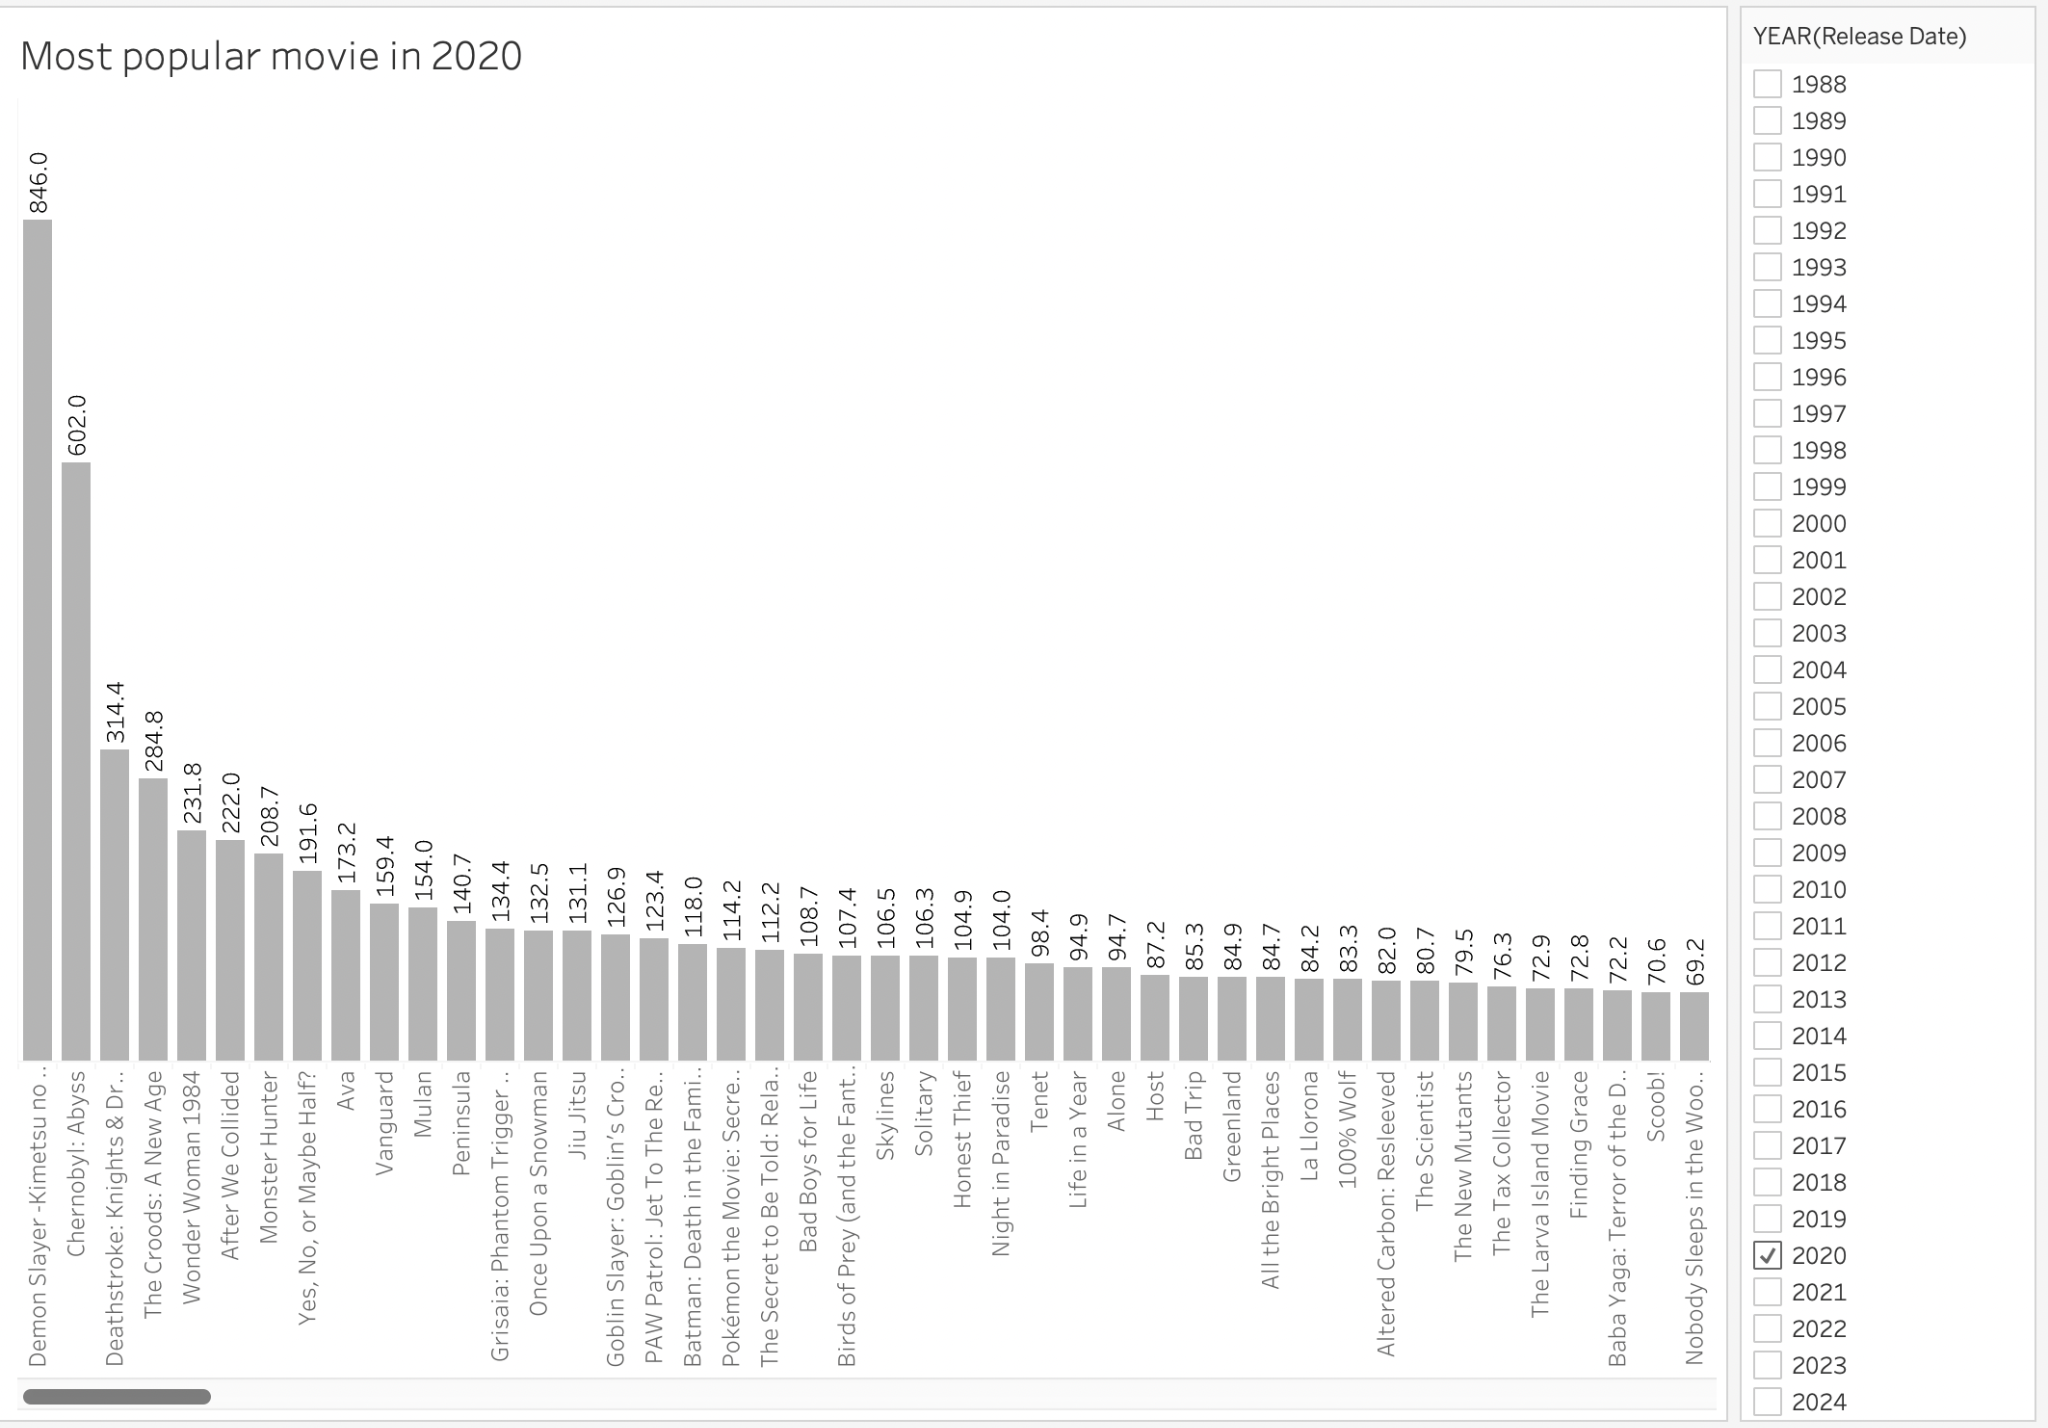 Most popular movie in 2020
846.0
602.0
314.4
284.8
231.8
222.0
208.7
191.6
173.2
159.4
154.0
140.7
134.4
132.5
131.1
126.9
123.4
118.0
114.2
112.2
108.7
107.4
106.5
106.3
104.9
104.0
98.4
94.9
94.7
87.2
85.3
84.9
84.7
84.2
83.3
82.0
80.7
79.5
76.3
72.9
72.8
72.2
70.6
69.2
Demon Slayer -Kimetsu no ..
Chernobyl: Abyss
Deathstroke: Knights & Dr..
The Croods: A New Age
Wonder Woman 1984
After We Collided
Monster Hunter
Yes, No, or Maybe Half?
Ava
Vanguard
Mulan
Peninsula
Grisaia: Phantom Trigger ..
Once Upon a Snowman
Jiu Jitsu
Goblin Slayer: Goblin's Cro..
PAW Patrol: Jet To The Re..
Batman: Death in the Fami..
Pokémon the Movie: Secre..
The Secret to Be Told: Rela..
Bad Boys for Life
Birds of Prey (and the Fant..
Skylines
Solitary
Honest Thief
Night in Paradise
Tenet
Life in a Year
Alone
Host
Bad Trip
Greenland
All the Bright Places
La Llorona
100% Wolf
Altered Carbon: Resleeved
The Scientist
The New Mutants
The Tax Collector
The Larva Island Movie
Finding Grace
Baba Yaga: Terror of the D..
Scoob!
Nobody Sleeps in the Woo..
YEAR(Release Date)
1988
1989
1990
1991
1992
1993
1994
1995
1996
1997
1998
1999
2000
2001
2002
2003
2004
2005
2006
2007
2008
2009
2010
2011
2012
2013
2014
2015
2016
2017
2018
2019
2020
2021
2022
2023
2024